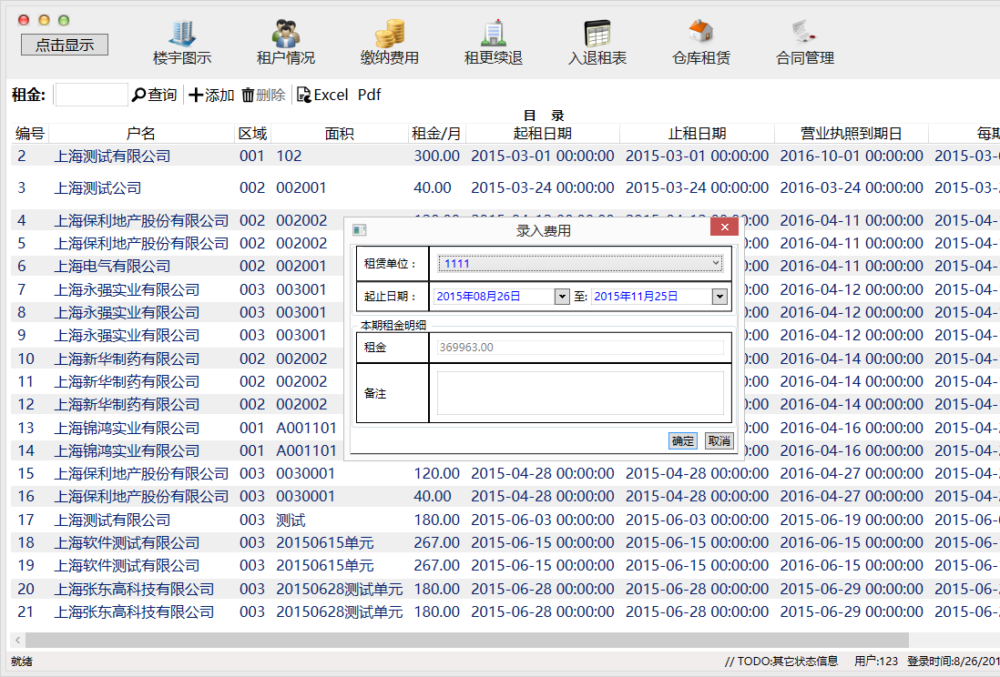 点击显示
楼宇图示 租户情况 缴纳费用 租更续退 入退租表 仓库租赁 合同管理
租金: 查询 添加 删除 Excel Pdf
目 录
编号 户名 区域 面积 租金/月 起租日期 止租日期 营业执照到期日 每期
2 上海测试有限公司 001 102 300.00 2015-03-01 00:00:00 2015-03-01 00:00:00 2016-10-01 00:00:00 2015-03-
3 上海测试公司 002 002001 40.00 2015-03-24 00:00:00 2015-03-24 00:00:00 2016-03-24 00:00:00 2015-03-
4 上海保利地产股份有限公司 002 002002 2016-04-11 00:00:00 2015-04-
5 上海保利地产股份有限公司 002 002002 :00 2016-04-11 00:00:00 2015-04-
6 上海电气有限公司 002 002001 :00 2016-04-11 00:00:00 2015-04-
7 上海永强实业有限公司 003 003001 :00 2016-04-12 00:00:00 2015-04-
8 上海永强实业有限公司 003 003001 :00 2016-04-12 00:00:00 2015-04-
9 上海永强实业有限公司 003 003001 :00 2016-04-12 00:00:00 2015-04-
10 上海新华制药有限公司 002 002002 :00 2016-04-14 00:00:00 2015-04-
11 上海新华制药有限公司 002 002002 :00 2016-04-14 00:00:00 2015-04-
12 上海新华制药有限公司 002 002002 :00 2016-04-14 00:00:00 2015-04-
13 上海锦鸿实业有限公司 001 A001101 :00 2016-04-16 00:00:00 2015-04-
14 上海锦鸿实业有限公司 001 A001101 :00 2016-04-16 00:00:00 2015-04-
15 上海保利地产股份有限公司 003 0030001 120.00 2015-04-28 00:00:00 2015-04-28 00:00:00 2016-04-27 00:00:00 2015-04-
16 上海保利地产股份有限公司 003 0030001 40.00 2015-04-28 00:00:00 2015-04-28 00:00:00 2016-04-27 00:00:00 2015-04-
17 上海测试有限公司 003 测试 180.00 2015-06-03 00:00:00 2015-06-03 00:00:00 2015-06-19 00:00:00 2015-06-
18 上海软件测试有限公司 003 20150615单元 267.00 2015-06-15 00:00:00 2015-06-15 00:00:00 2016-06-15 00:00:00 2015-06-
19 上海软件测试有限公司 003 20150615单元 267.00 2015-06-15 00:00:00 2015-06-15 00:00:00 2016-06-15 00:00:00 2015-06-
20 上海张东高科技有限公司 003 20150628测试单元 180.00 2015-06-28 00:00:00 2015-06-28 00:00:00 2015-06-29 00:00:00 2015-06-
21 上海张东高科技有限公司 003 20150628测试单元 180.00 2015-06-28 00:00:00 2015-06-28 00:00:00 2015-06-29 00:00:00 2015-06-
录入费用
租赁单位： 1111
起止日期： 2015年08月26日 至: 2015年11月25日
本期租金明细
租金 369963.00
备注
确定 取消
就绪 // TODO:其它状态信息 用户:123 登录时间:8/26/201